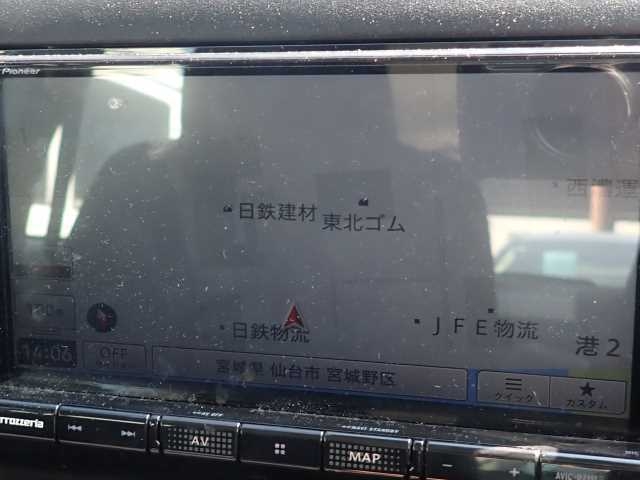 Pioneer
西濃運
日鉄建材
東北ゴム
日鉄物流
JFE物流
港2
14:06
OFF
宮城県 仙台市 宮城野区
クイック
カスタム
carrozzeria
AV
MAP
NAVI STANDBY